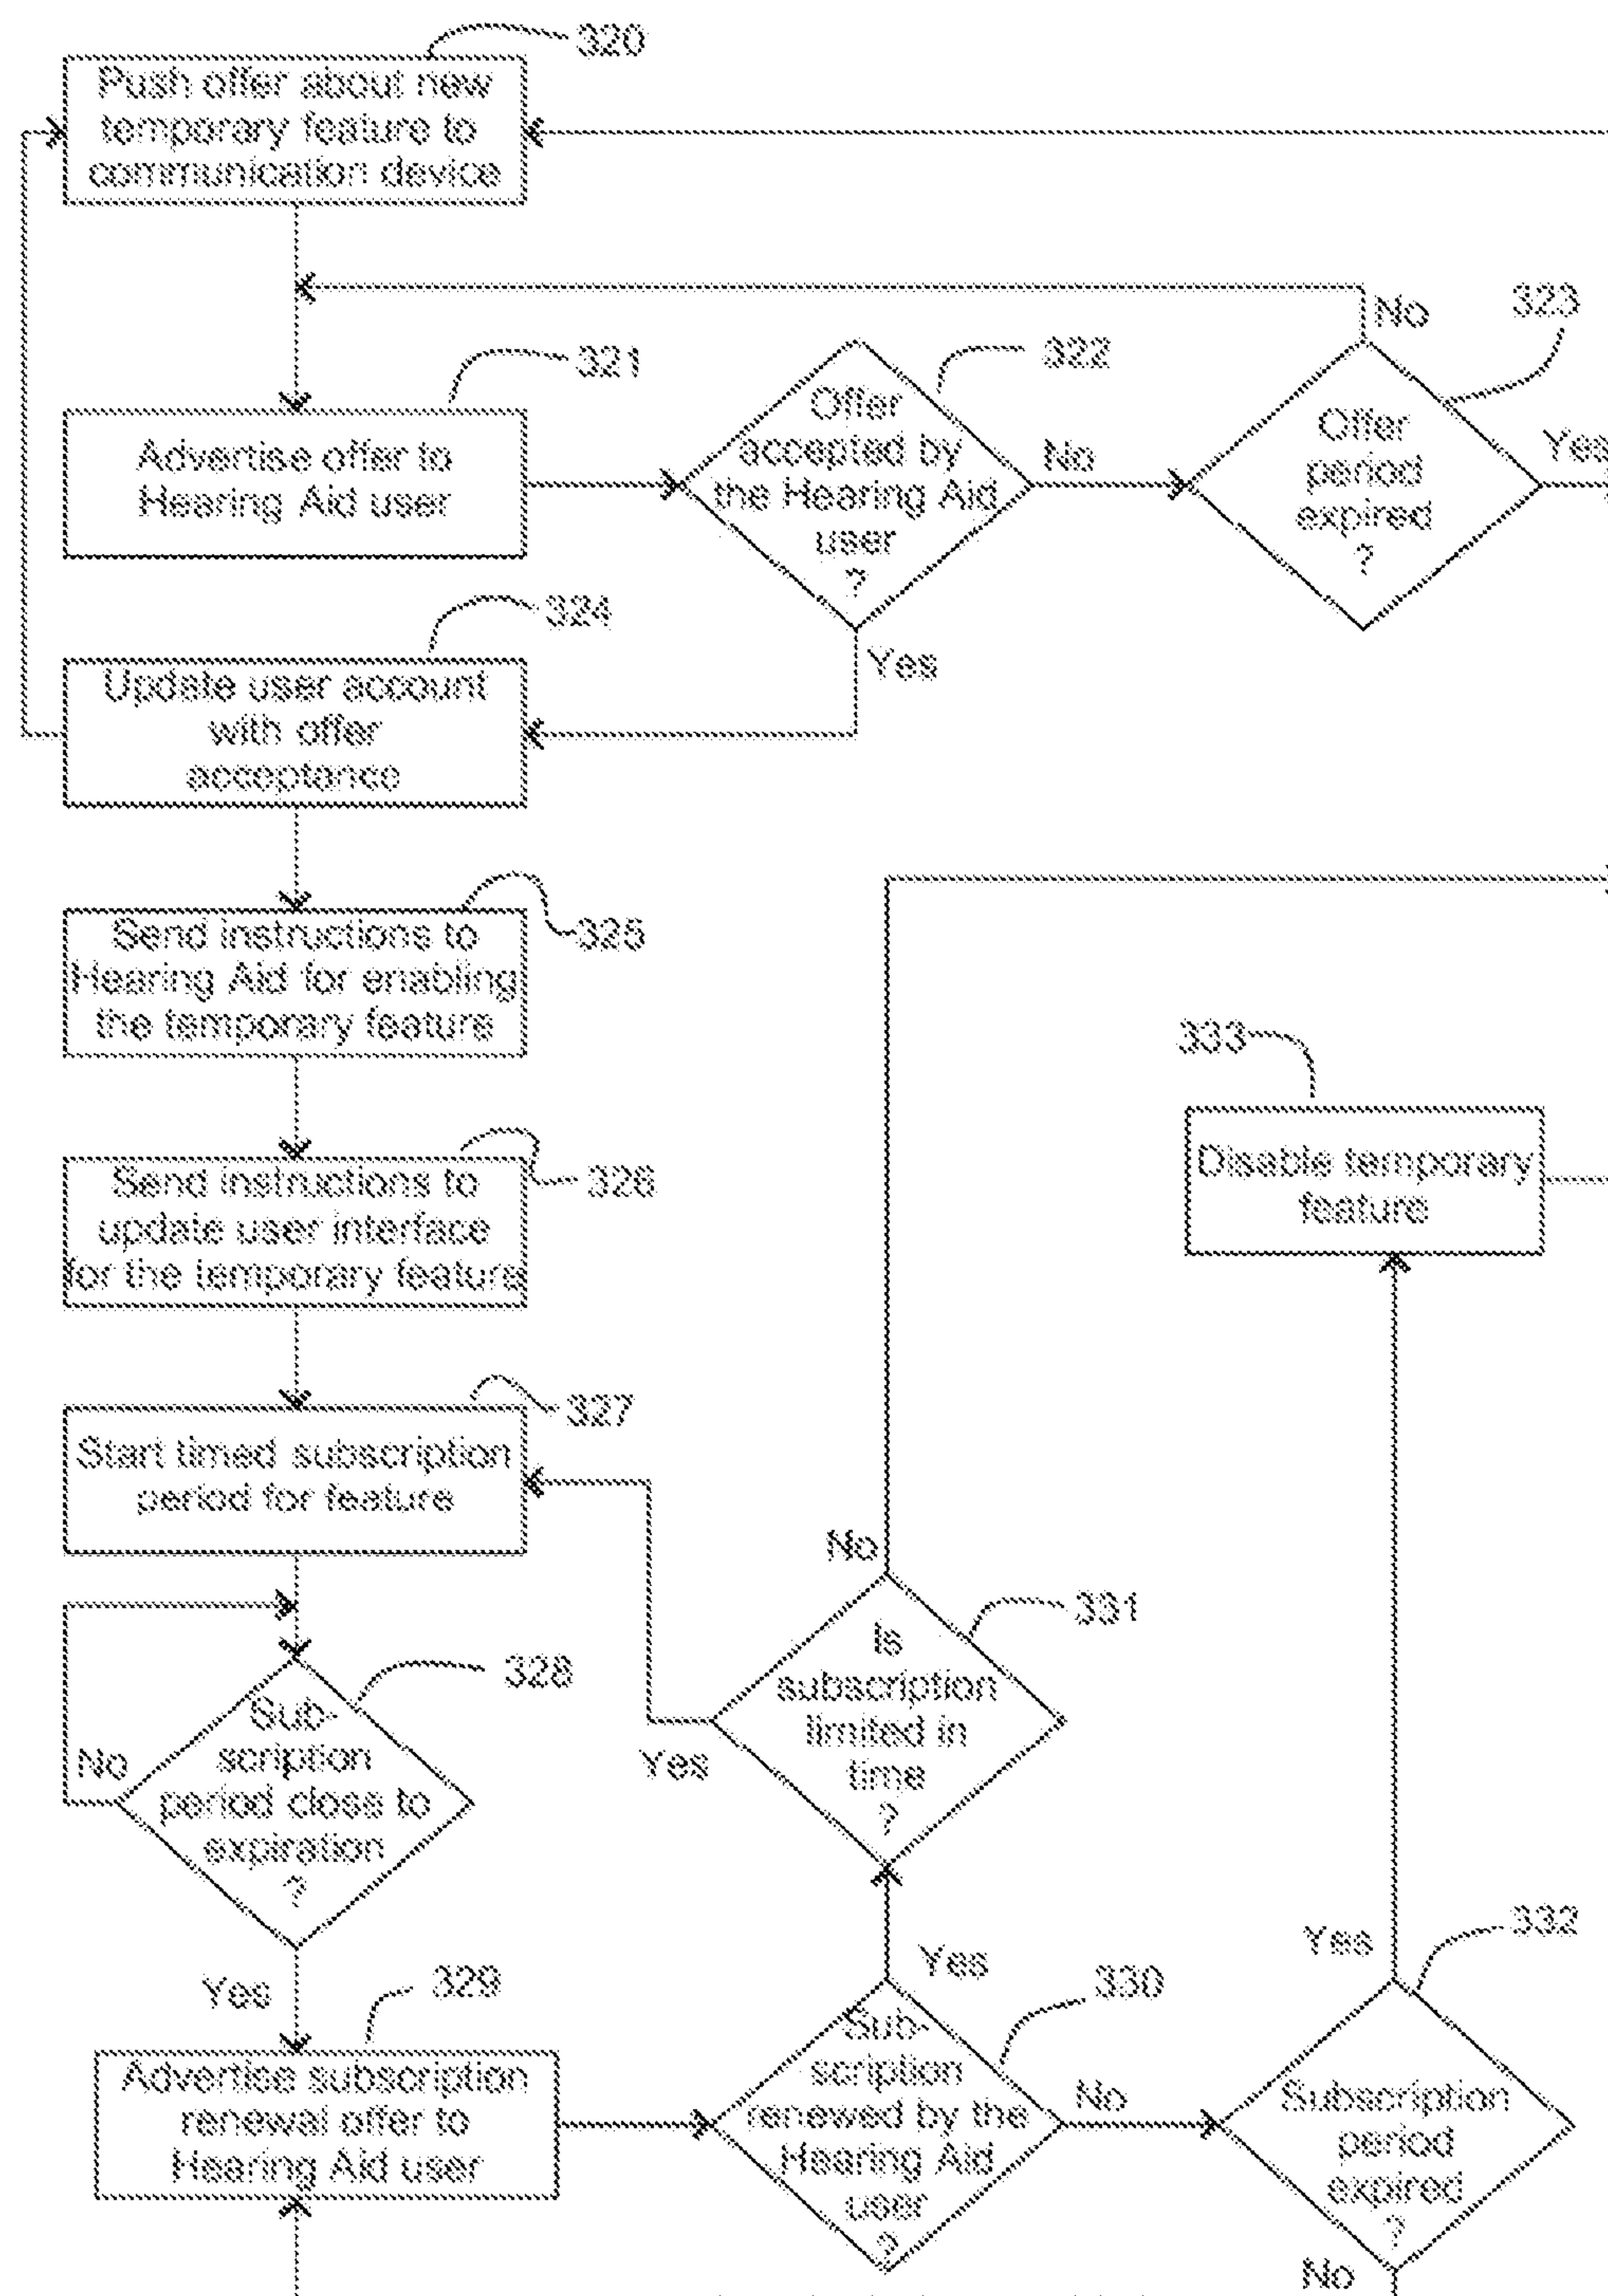 320
Push offer about new
temporary feature to
communication device
No
323
321
322
Advertise offer to
Hearing Aid user
Offer
accepted by
the Hearing Aid
user
?
No
Offer
period
expired
?
Yes
324
Yes
Update user account
with offer
acceptance
325
Send instructions to
Hearing Aid for enabling
the temporary feature
333
Disable temporary
feature
326
Send instructions to
update user interface
for the temporary feature
327
Start timed subscription
period for feature
No
331
Is
subscription
limited in
time
?
Yes
328
Sub-
scription
period close to
expiration
?
No
Yes
329
Advertise subscription
renewal offer to
Hearing Aid user
Yes
330
Sub-
scription
renewed by the
Hearing Aid
user
?
No
Yes
332
Subscription
period
expired
?
No